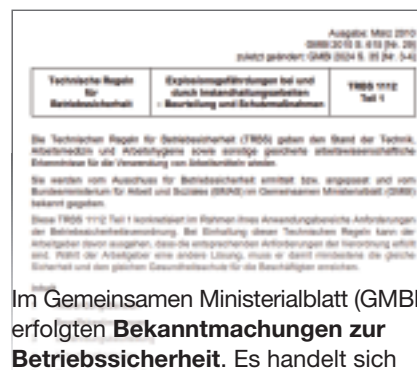 Ausgabe: März 2010
GMBl 2010 S. 615 [Nr. 29]
zuletzt geändert: GMBl 2024 S. 35 [Nr. 3-4]
Technische Regeln für Betriebssicherheit
Explosionsgefährdungen bei und durch Instandhaltungsarbeiten - Beurteilung und Schutzmaßnahmen
TRBS 1112 Teil 1
Die Technischen Regeln für Betriebssicherheit (TRBS) geben den Stand der Technik,
Arbeitsmedizin und Arbeitshygiene sowie sonstige gesicherte arbeitswissenschaftliche
Erkenntnisse für die Verwendung von Arbeitsmitteln wieder.
Sie werden vom Ausschuss für Betriebssicherheit ermittelt bzw. angepasst und vom
Bundesministerium für Arbeit und Soziales (BMAS) im Gemeinsamen Ministerialblatt (GMBl)
bekannt gegeben.
Diese TRBS 1112 Teil 1 konkretisiert im Rahmen ihres Anwendungsbereichs Anforderungen
der Betriebssicherheitsverordnung. Bei Einhaltung dieser Technischen Regeln kann der
Arbeitgeber davon ausgehen, dass die entsprechenden Anforderungen der Verordnung erfüllt
sind. Wählt der Arbeitgeber eine andere Lösung, muss er damit mindestens die gleiche
Sicherheit und den gleichen Gesundheitsschutz für die Beschäftigten erreichen.
Im Gemeinsamen Ministerialblatt (GMBl
erfolgten Bekanntmachungen zur
Betriebssicherheit. Es handelt sich